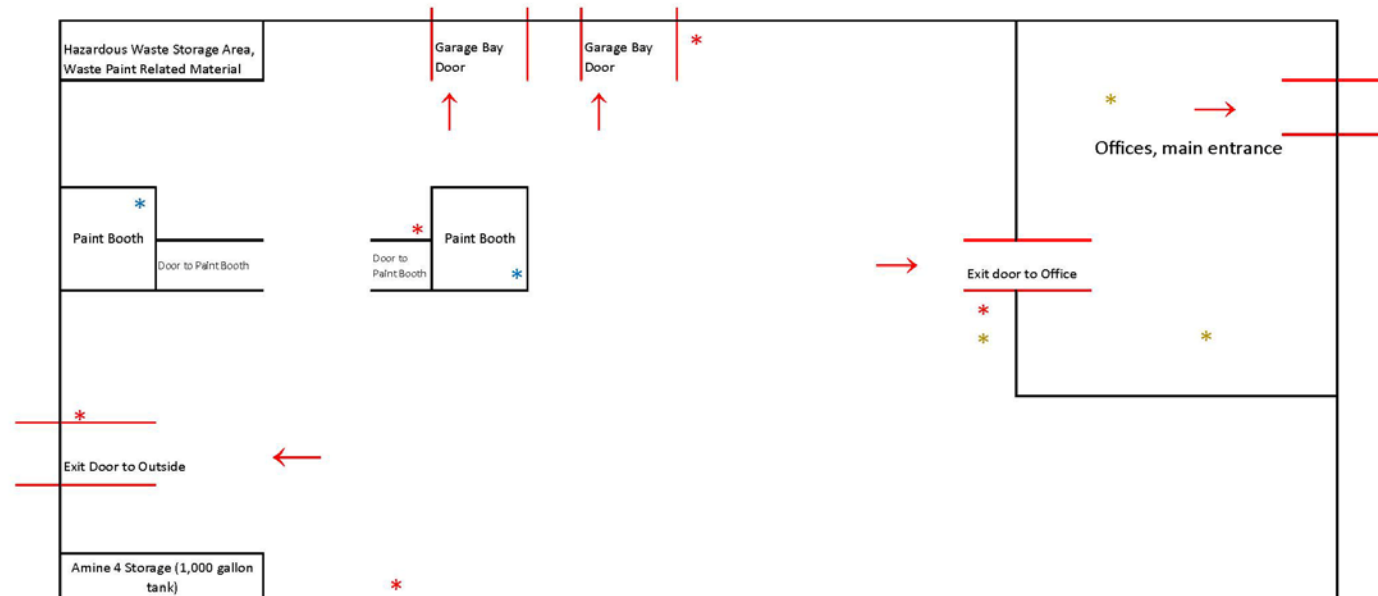 Hazardous Waste Storage Area,
Waste Paint Related Material
Garage Bay
Door
Garage Bay
Door
*
*
Offices, main entrance
*
Paint Booth
Door to Paint Booth
*
Door to
Paint Booth
Paint Booth
*
Exit door to Office
*
*
*
*
Exit Door to Outside
Amine 4 Storage (1,000 gallon
tank)
*